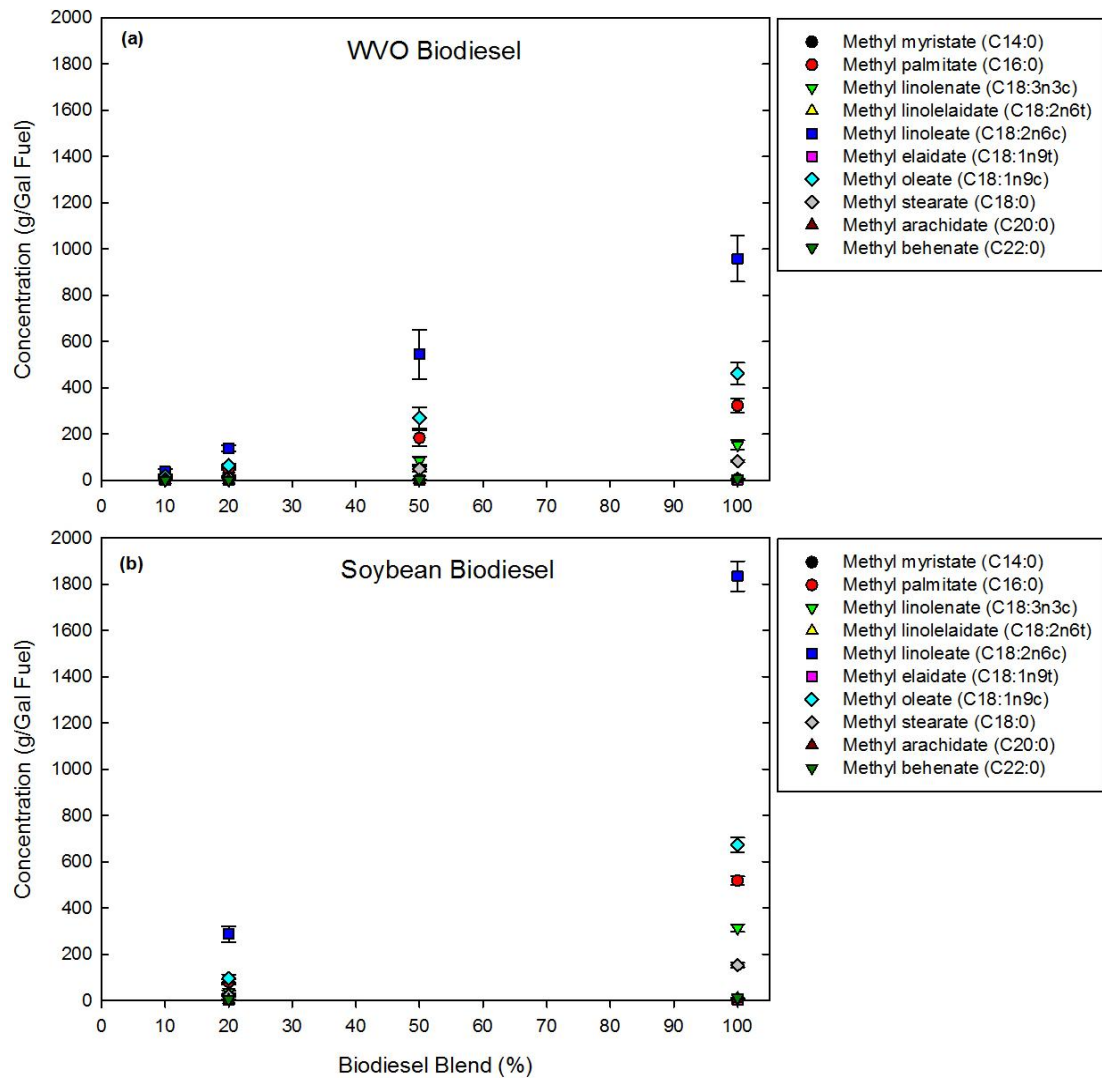 (a)
WVO Biodiesel
2000
1800
1600
1400
1200
1000
800
600
400
200
0
Concentration (g/Gal Fuel)
0 10 20 30 40 50 60 70 80 90 100
Methyl myristate (C14:0)
Methyl palmitate (C16:0)
Methyl linolenate (C18:3n3c)
Methyl linolelaidate (C18:2n6t)
Methyl linoleate (C18:2n6c)
Methyl elaidate (C18:1n9t)
Methyl oleate (C18:1n9c)
Methyl stearate (C18:0)
Methyl arachidate (C20:0)
Methyl behenate (C22:0)
(b)
Soybean Biodiesel
2000
1800
1600
1400
1200
1000
800
600
400
200
0
Concentration (g/Gal Fuel)
0 10 20 30 40 50 60 70 80 90 100
Biodiesel Blend (%)
Methyl myristate (C14:0)
Methyl palmitate (C16:0)
Methyl linolenate (C18:3n3c)
Methyl linolelaidate (C18:2n6t)
Methyl linoleate (C18:2n6c)
Methyl elaidate (C18:1n9t)
Methyl oleate (C18:1n9c)
Methyl stearate (C18:0)
Methyl arachidate (C20:0)
Methyl behenate (C22:0)